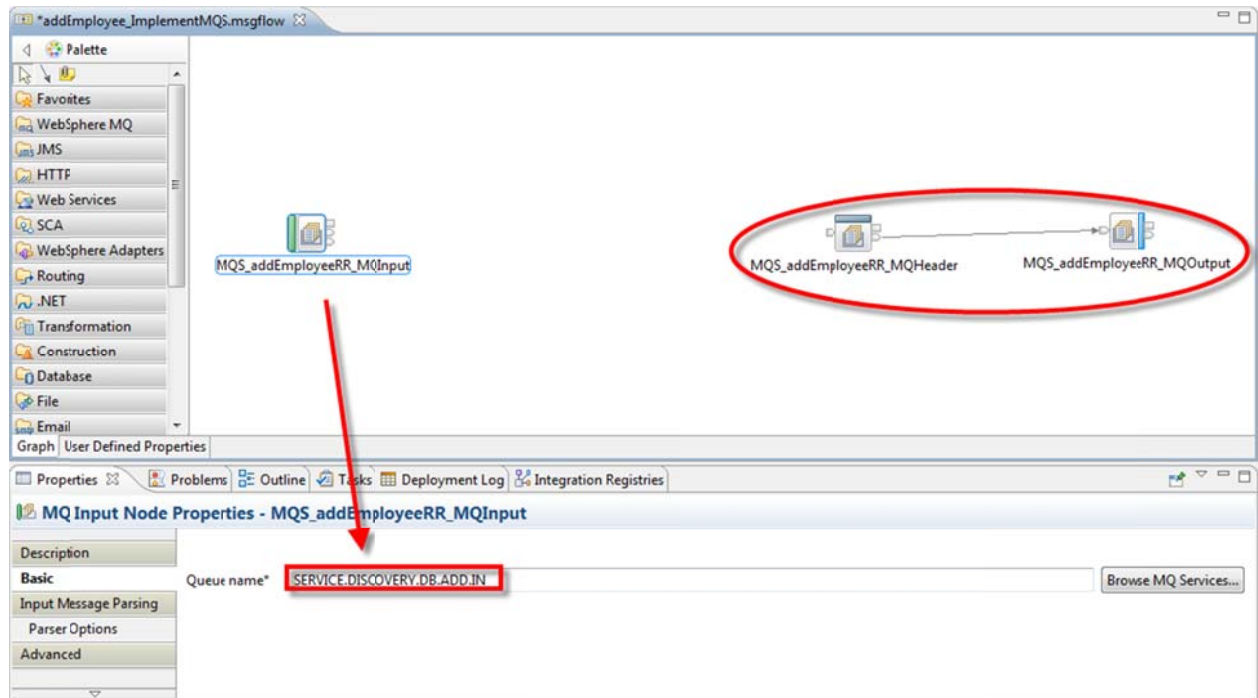 *addEmployee_ImplementMQS.msgflow
Palette
Favorites
WebSphere MQ
JMS
HTTP
Web Services
SCA
WebSphere Adapters
Routing
.NET
Transformation
Construction
Database
File
Email
MQS_addEmployeeRR_MQInput
MQS_addEmployeeRR_MQHeader
MQS_addEmployeeRR_MQOutput
Graph User Defined Properties
Properties Problems Outline Tasks Deployment Log Integration Registries
MQ Input Node Properties - MQS_addEmployeeRR_MQInput
Description
Basic
Queue name* SERVICE.DISCOVERY.DB.ADD.IN Browse MQ Services...
Input Message Parsing
Parser Options
Advanced